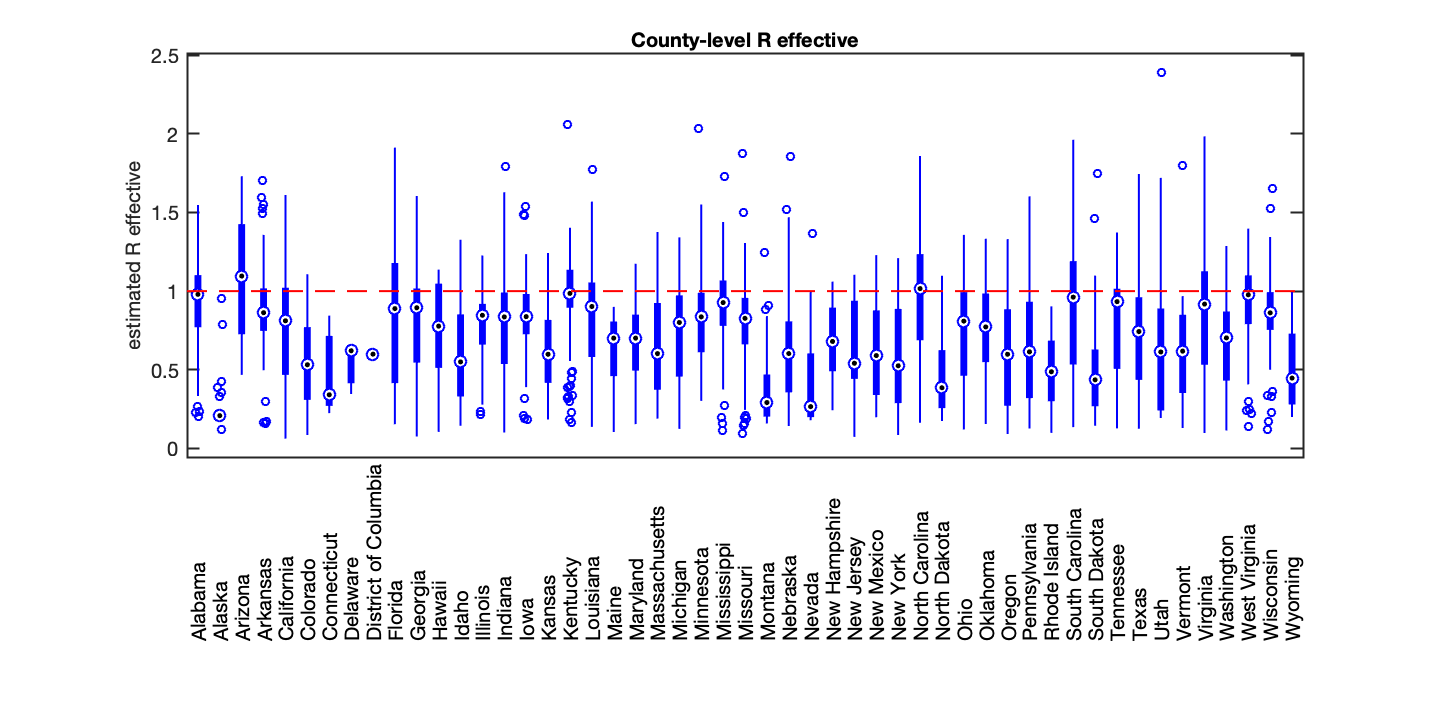 County-level R effective
2.5
2
1.5
1
0.5
0
estimated R effective
Alabama
Alaska
Arizona
Arkansas
California
Colorado
Connecticut
Delaware
District of Columbia
Florida
Georgia
Hawaii
Idaho
Illinois
Indiana
Iowa
Kansas
Kentucky
Louisiana
Maine
Maryland
Massachusetts
Michigan
Minnesota
Mississippi
Missouri
Montana
Nebraska
Nevada
New Hampshire
New Jersey
New Mexico
New York
North Carolina
North Dakota
Ohio
Oklahoma
Oregon
Pennsylvania
Rhode Island
South Carolina
South Dakota
Tennessee
Texas
Utah
Vermont
Virginia
Washington
West Virginia
Wisconsin
Wyoming